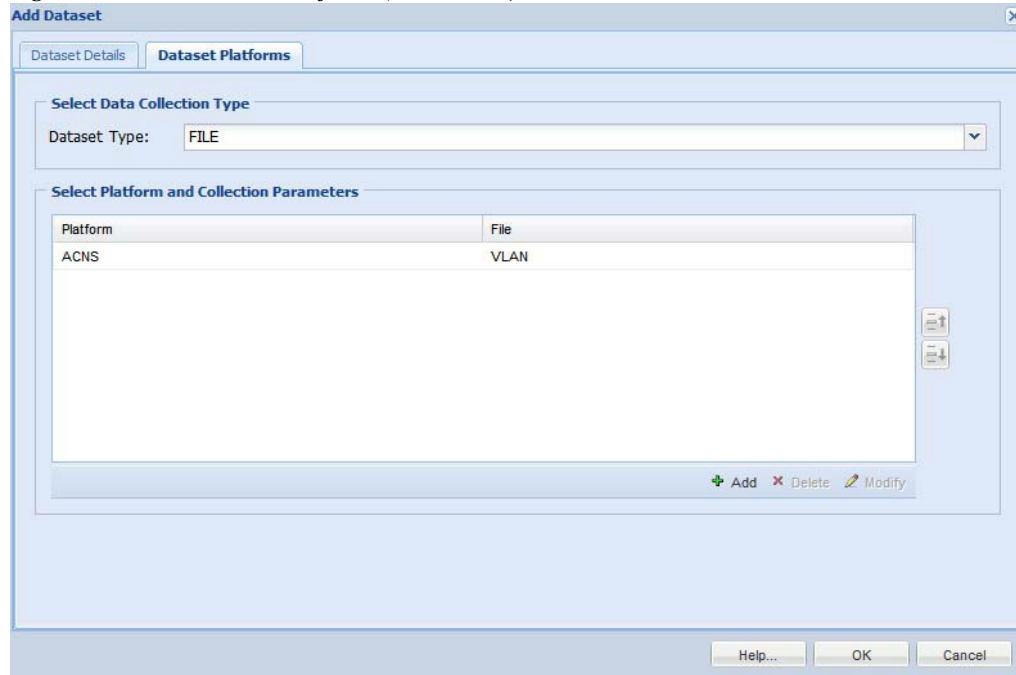 Add Dataset
Dataset Details Dataset Platforms
Select Data Collection Type
Dataset Type: FILE
Select Platform and Collection Parameters
Platform File
ACNS VLAN
Add Delete Modify
Help... OK Cancel